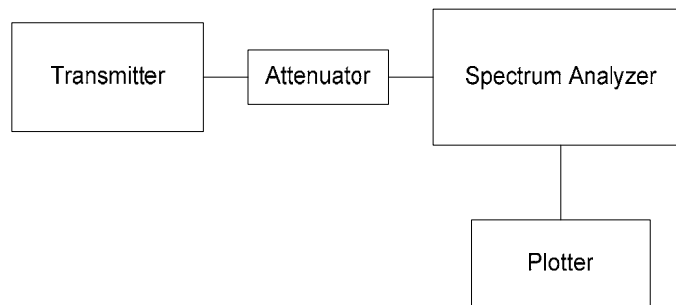 Transmitter
Attenuator
Spectrum Analyzer
Plotter